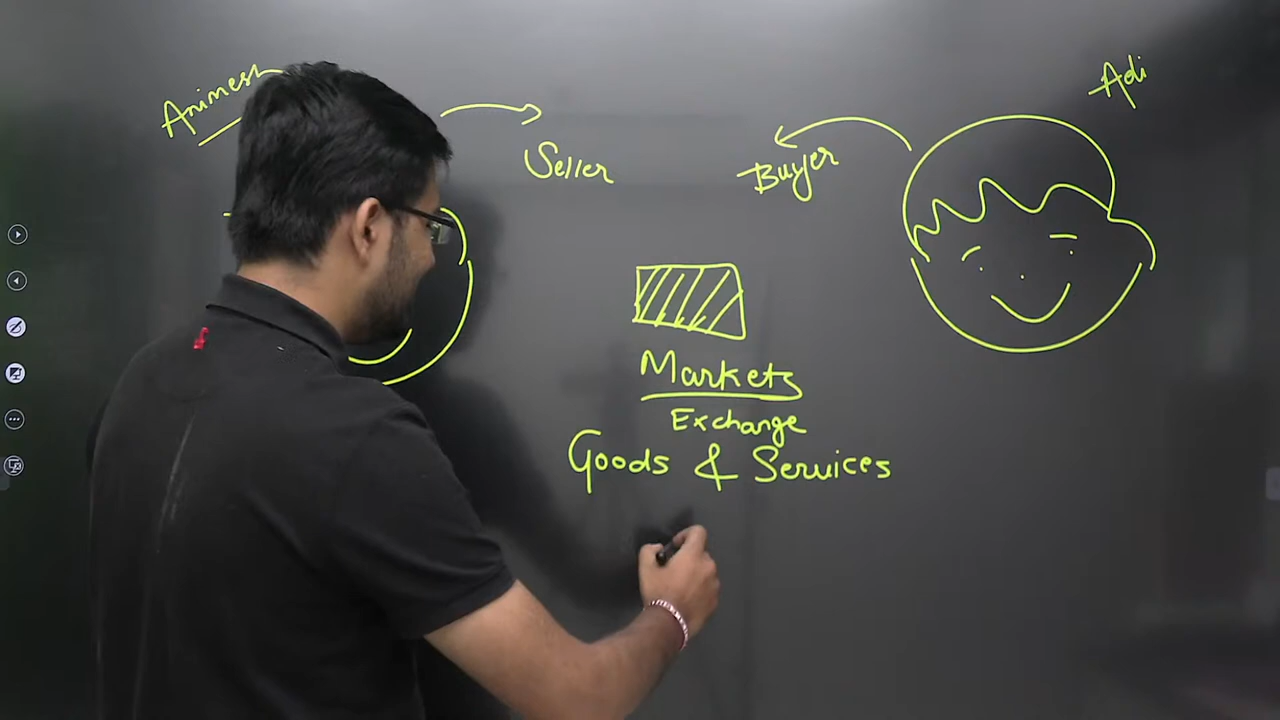 Animesh
Seller
Buyer
Adi
Markets
Exchange
Goods & Services